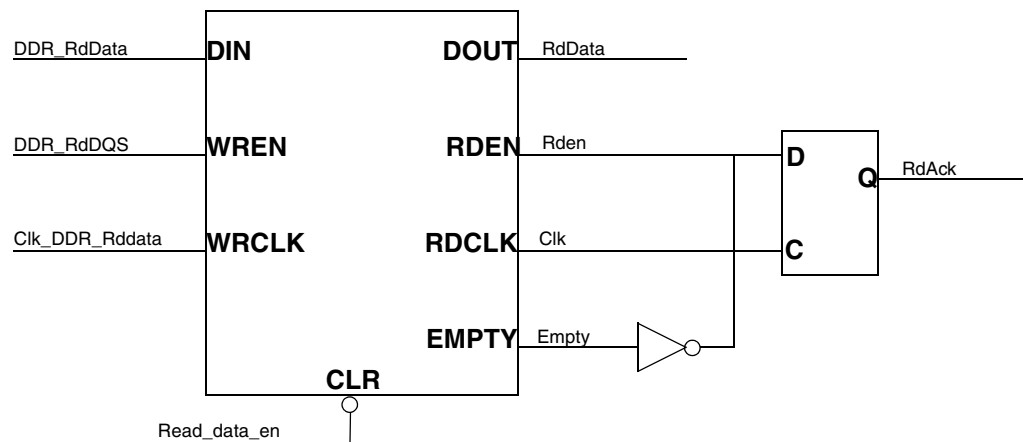 DDR_RdData
DIN
DOUT
RdData
DDR_RdDQS
WREN
RDEN
Rden
D
Q
RdAck
Clk_DDR_Rddata
WRCLK
RDCLK
Clk
C
EMPTY
Empty
CLR
Read_data_en